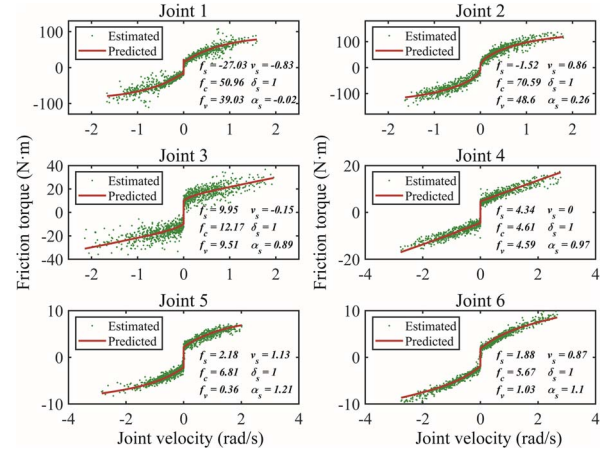 Joint 1 Joint 2
100 100
0 0
-100 -100
Estimated Estimated
Predicted Predicted
f_s = -27.03 v_s = -0.83 f_s = -1.52 v_s = 0.86
f_c = 50.96 δ_s = 1 f_c = 70.59 δ_s = 1
f_v = 39.03 α_s = -0.02 f_v = 48.6 α_s = 0.26
-2 -1 0 1 2 -2 -1 0 1 2
Friction torque (N·m) Friction torque (N·m)
Joint 3 Joint 4
40 20
20 0
0 -20
-20
-40
Estimated Estimated
Predicted Predicted
f_s = 9.95 v_s = -0.15 f_s = 4.34 v_s = 0
f_c = 12.17 δ_s = 1 f_c = 4.61 δ_s = 1
f_v = 9.51 α_s = 0.89 f_v = 4.59 α_s = 0.97
-2 0 2 -4 -2 0 2 4
Joint 5 Joint 6
10 10
0 0
-10 -10
Estimated Estimated
Predicted Predicted
f_s = 2.18 v_s = 1.13 f_s = 1.88 v_s = 0.87
f_c = 6.81 δ_s = 1 f_c = 5.67 δ_s = 1
f_v = 0.36 α_s = 1.21 f_v = 1.03 α_s = 1.1
-4 -2 0 2 4 -4 -2 0 2 4
Joint velocity (rad/s) Joint velocity (rad/s)